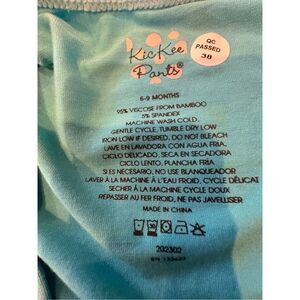 KicKee
Pants®
QC
PASSED
38
6-9 MONTHS
95% VISCOSE FROM BAMBOO
5% SPANDEX
MACHINE WASH COLD,
GENTLE CYCLE, TUMBLE DRY LOW
IRON LOW IF DESIRED, DO NOT BLEACH
LAVE EN LAVADORA CON AGUA FRÍA,
CICLO DELICADO, SECA EN SECADORA
CICLO LENTO, PLANCHA FRÍA
SI ES NECESARIO, NO USE BLANQUEADOR
LAVER À LA MACHINE À L'EAU FROID, CYCLE DÉLICAT
SÉCHER À LA MACHINE CYCLE DOUX
REPASSER AU FER FROID, NE PAS JAVELLISER
MADE IN CHINA
202302